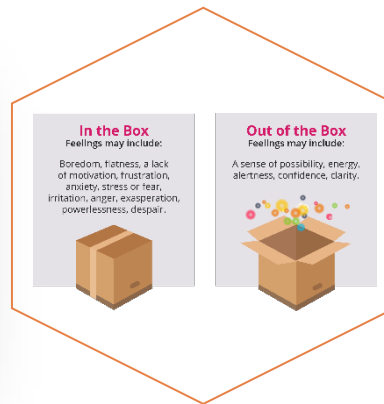 In the Box
Feelings may include:
Boredom, flatness, a lack
of motivation, frustration,
anxiety, stress or fear,
irritation, anger, exasperation,
powerlessness, despair.
Out of the Box
Feelings may include:
A sense of possibility, energy,
alertness, confidence, clarity.